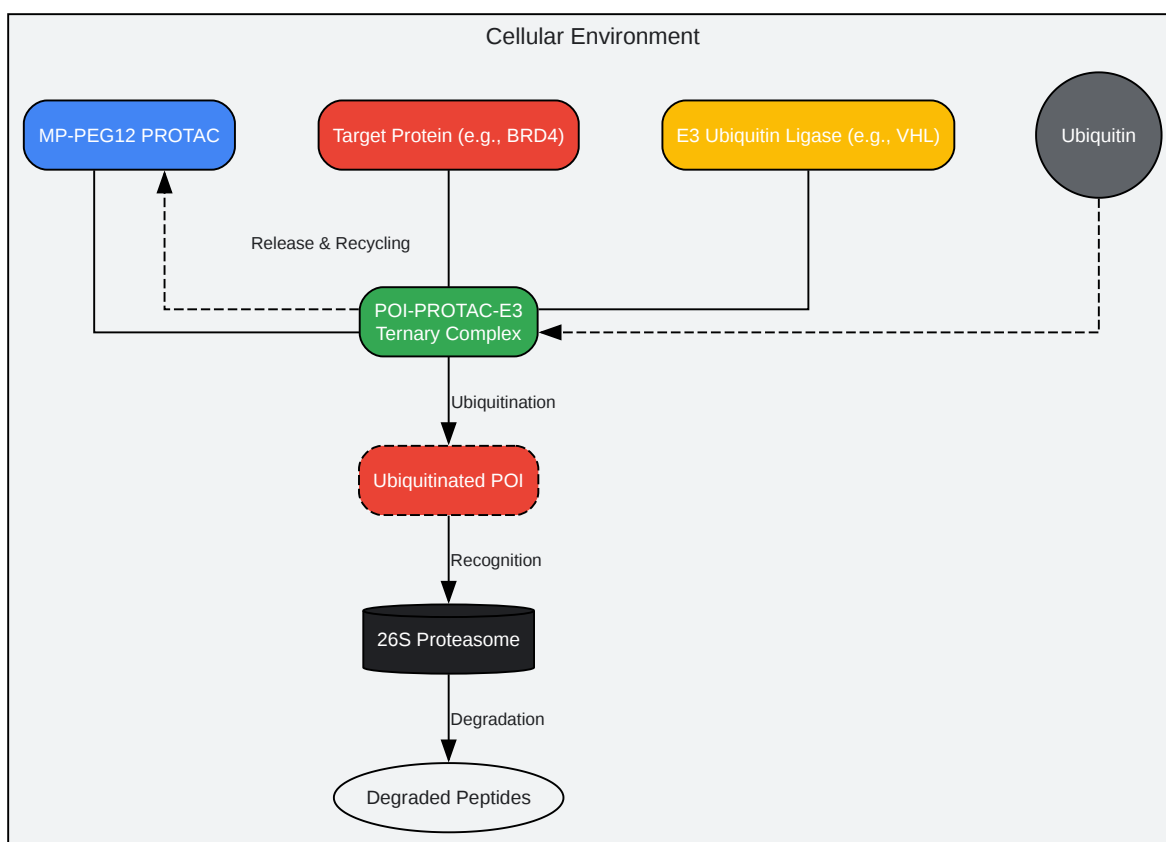 Cellular Environment
MP-PEG12 PROTAC
Target Protein (e.g., BRD4)
E3 Ubiquitin Ligase (e.g., VHL)
Ubiquitin
Release & Recycling
POI-PROTAC-E3
Ternary Complex
Ubiquitination
Ubiquitinated POI
Recognition
26S Proteasome
Degradation
Degraded Peptides